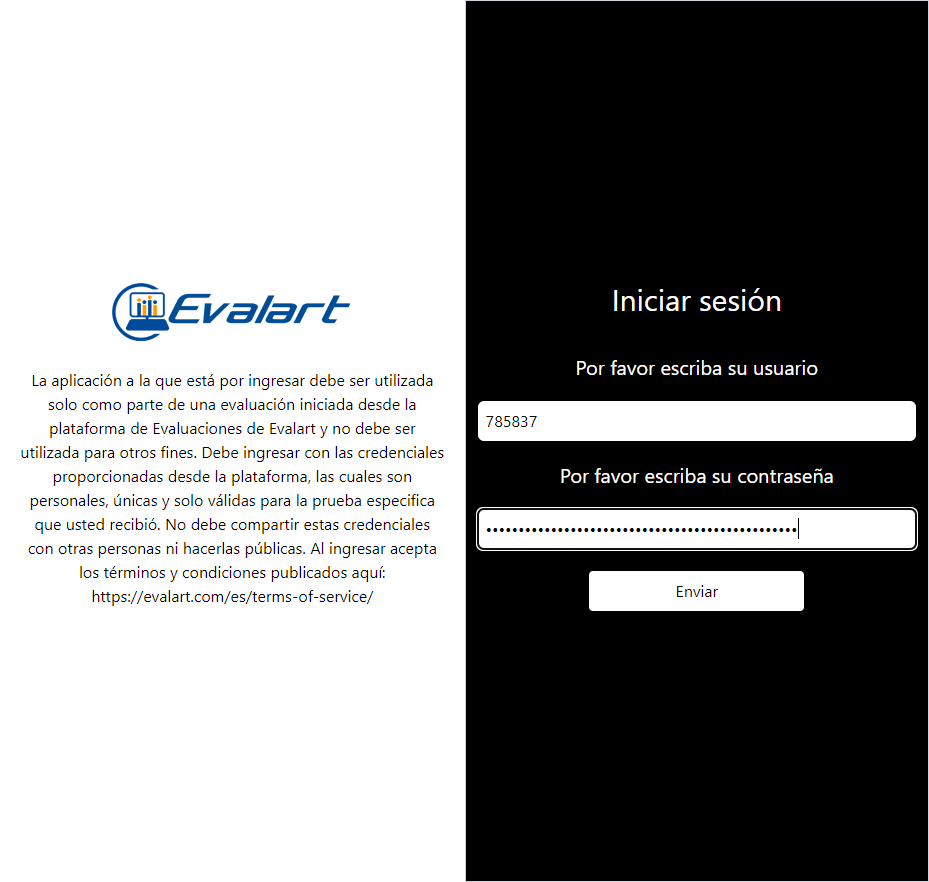 Evalart
La aplicación a la que está por ingresar debe ser utilizada
solo como parte de una evaluación iniciada desde la
plataforma de Evaluaciones de Evalart y no debe ser
utilizada para otros fines. Debe ingresar con las credenciales
proporcionadas desde la plataforma, las cuales son
personales, únicas y solo válidas para la prueba especifica
que usted recibió. No debe compartir estas credenciales
con otras personas ni hacerlas públicas. Al ingresar acepta
los términos y condiciones publicados aquí:
https://evalart.com/es/terms-of-service/
Iniciar sesión
Por favor escriba su usuario
785837
Por favor escriba su contraseña
••••••••••••••••••••••••••••••••••••••••••••••••
Enviar